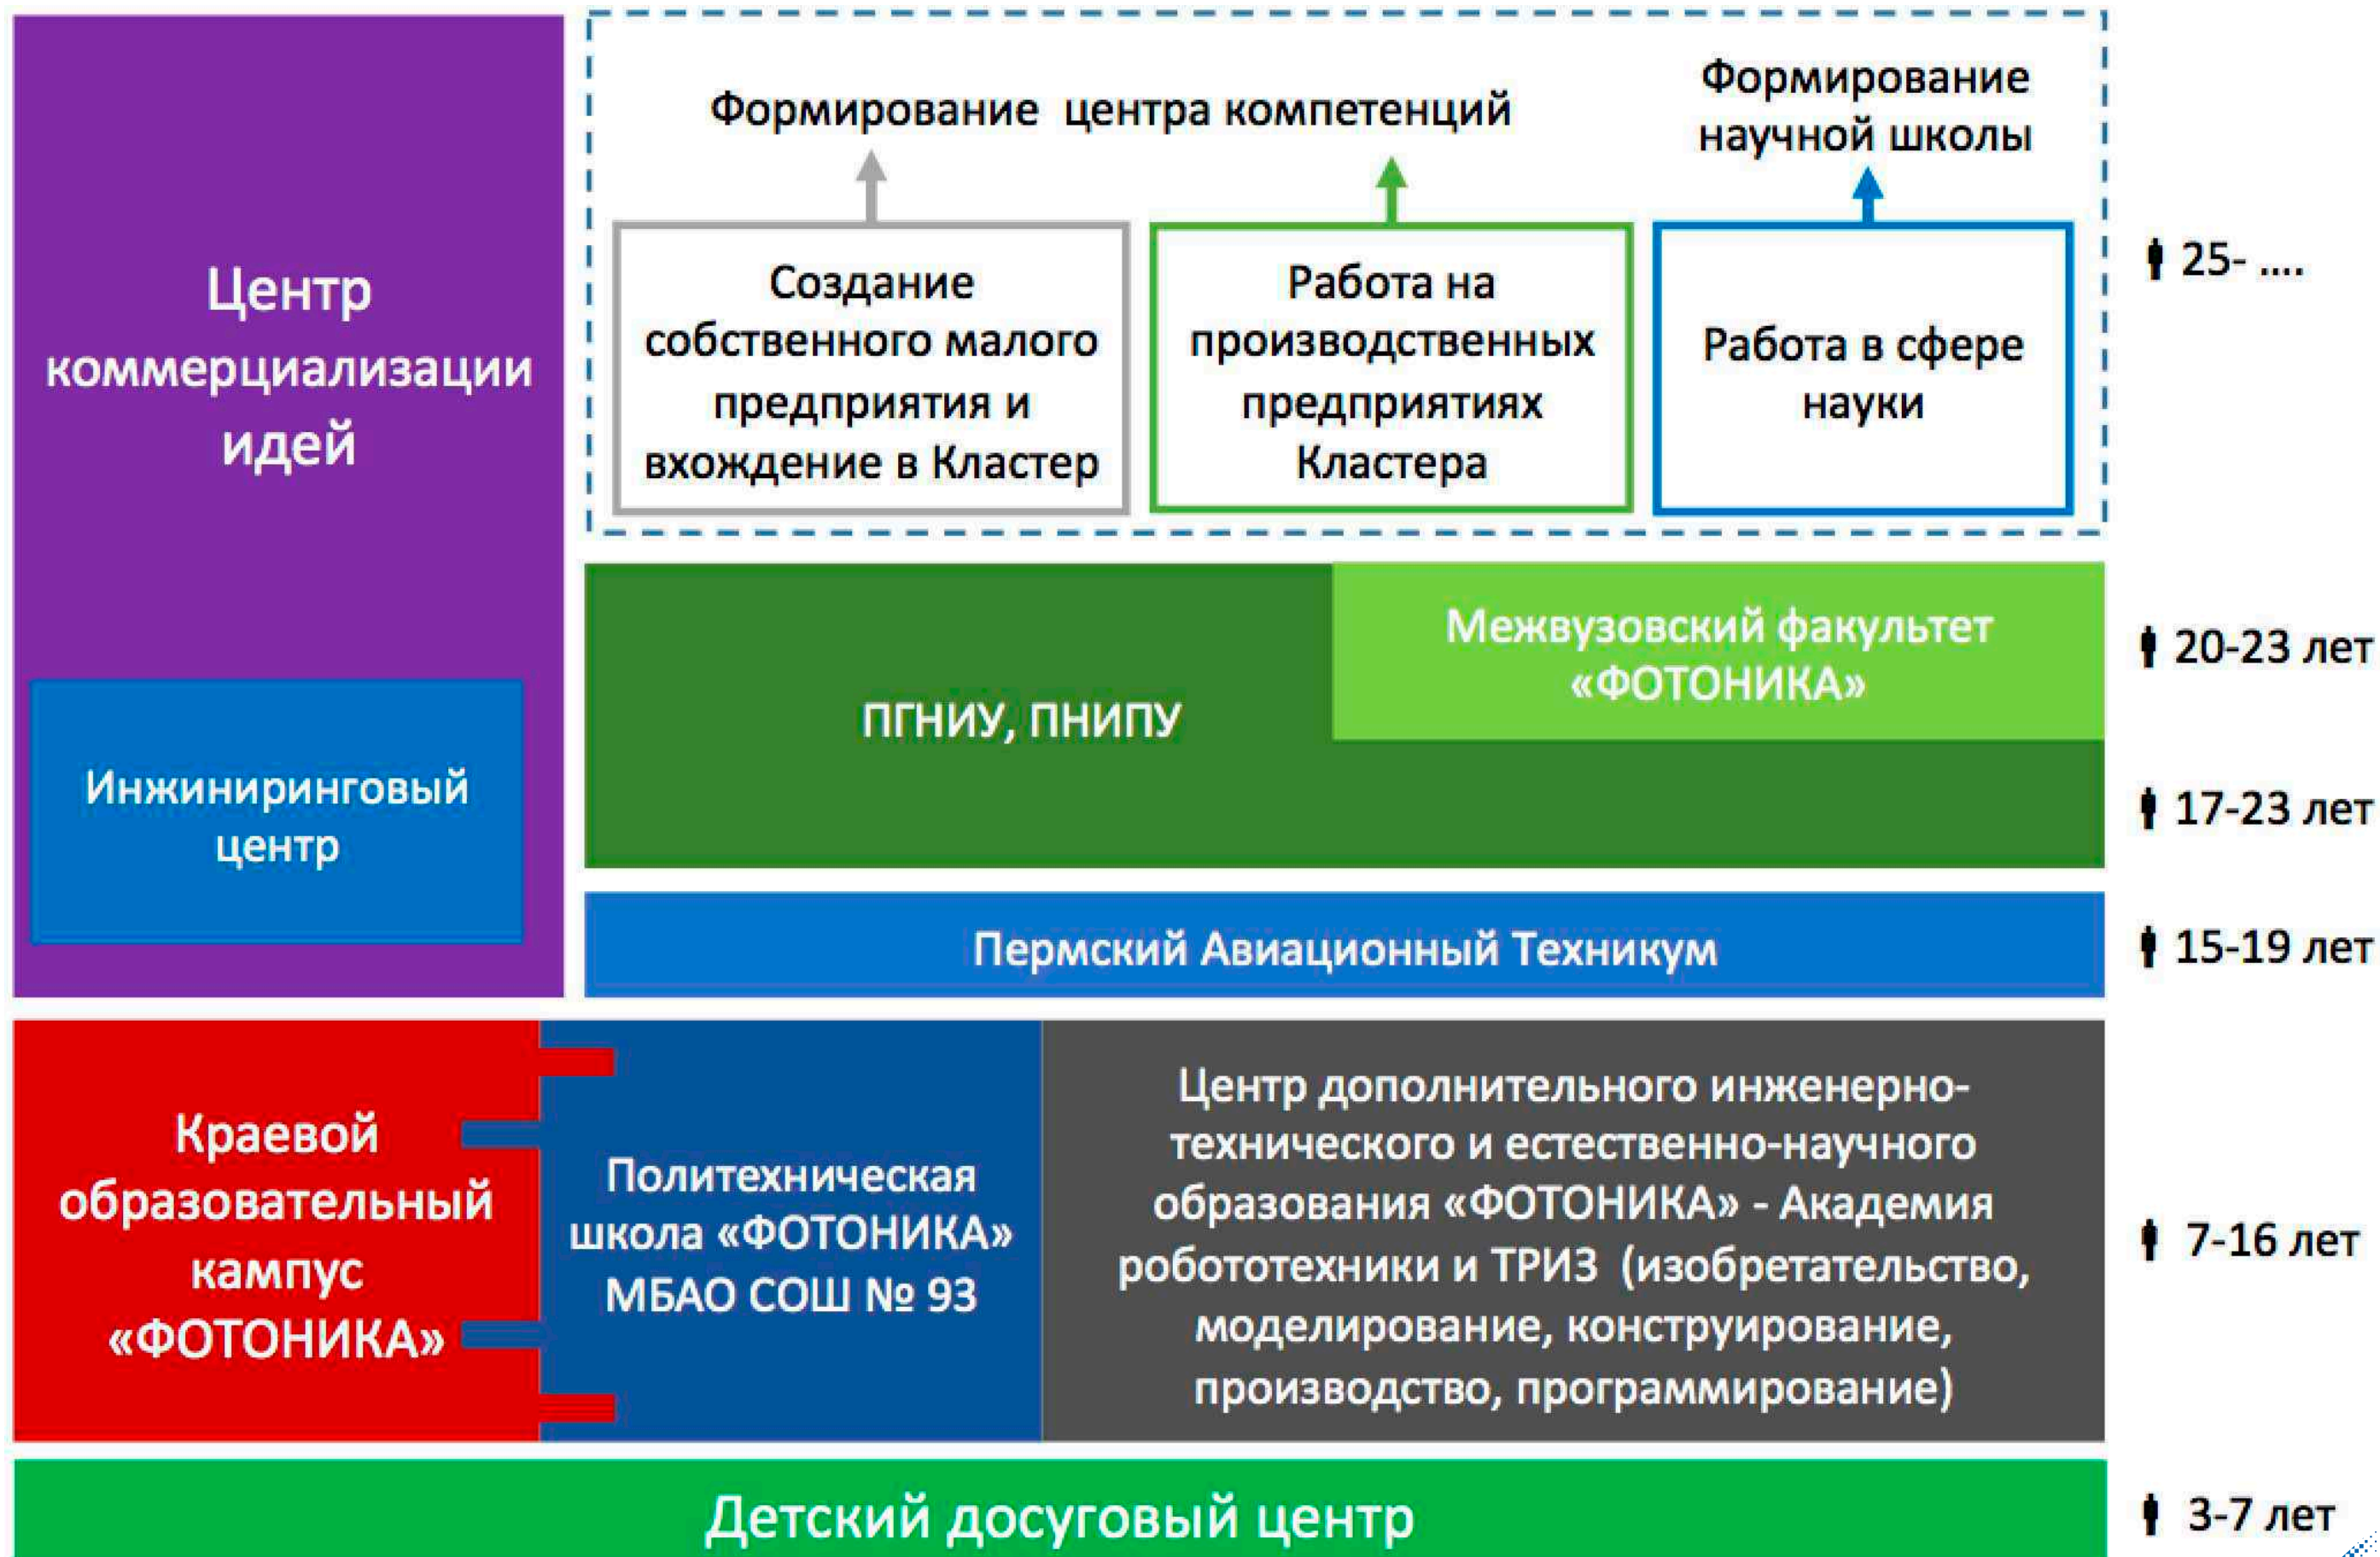 Центр
коммерциализации
идей
Инжиниринговый
центр
Формирование центра компетенций
Формирование
научной школы
Создание
собственного малого
предприятия и
вхождение в Кластер
Работа на
производственных
предприятиях
Кластера
Работа в сфере
науки
25- ....
Межвузовский факультет
«ФОТОНИКА»
20-23 лет
ПГНИУ, ПНИПУ
17-23 лет
Пермский Авиационный Техникум
15-19 лет
Краевой
образовательный
кампус
«ФОТОНИКА»
Политехническая
школа «ФОТОНИКА»
МБАО СОШ № 93
Центр дополнительного инженерно-
технического и естественно-научного
образования «ФОТОНИКА» - Академия
робототехники и ТРИЗ (изобретательство,
моделирование, конструирование,
производство, программирование)
7-16 лет
Детский досуговый центр
3-7 лет